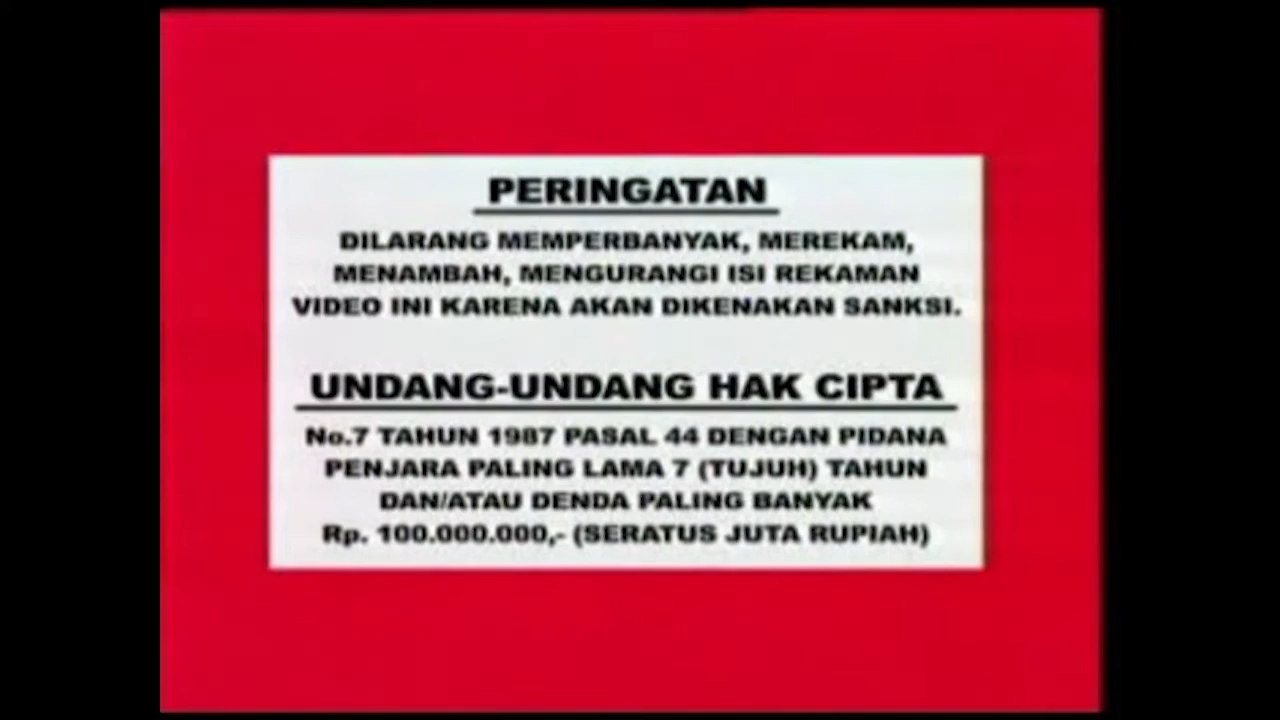 PERINGATAN
DILARANG MEMPERBANYAK, MEREKAM,
MENAMBAH, MENGURANGI ISI REKAMAN
VIDEO INI KARENA AKAN DIKENAKAN SANKSI.
UNDANG-UNDANG HAK CIPTA
No.7 TAHUN 1987 PASAL 44 DENGAN PIDANA
PENJARA PALING LAMA 7 (TUJUH) TAHUN
DAN/ATAU DENDA PALING BANYAK
Rp. 100.000.000,- (SERATUS JUTA RUPIAH)